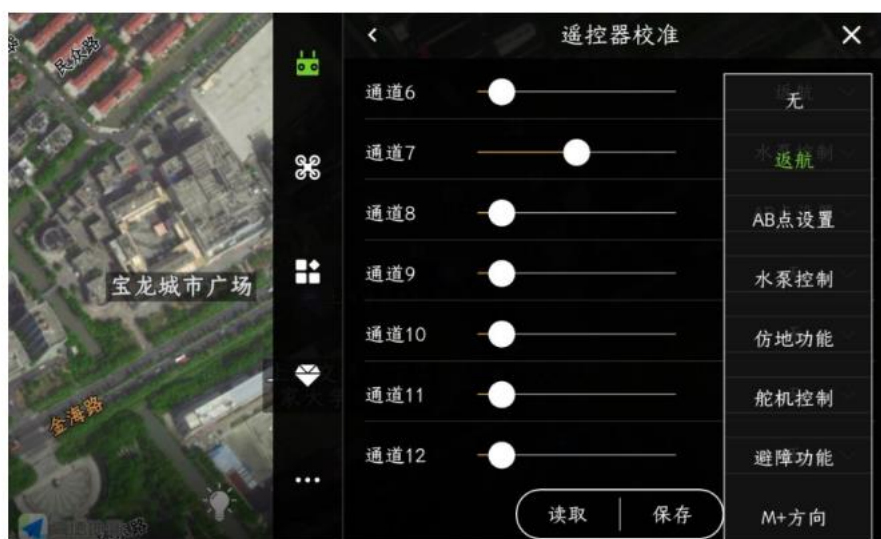 民众路
宝龙城市广场
金海路
遥控器校准
通道6
通道7
通道8
通道9
通道10
通道11
通道12
读取
保存
无
返航
AB点设置
水泵控制
仿地功能
舵机控制
避障功能
M+方向